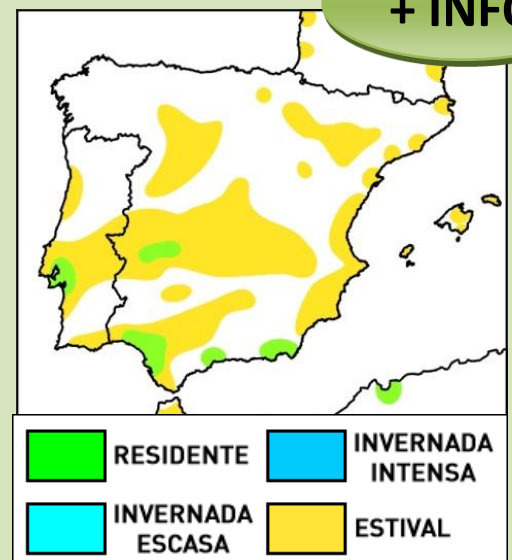 + INFO
RESIDENTE
INVERNADA
INTENSA
INVERNADA
ESCASA
ESTIVAL